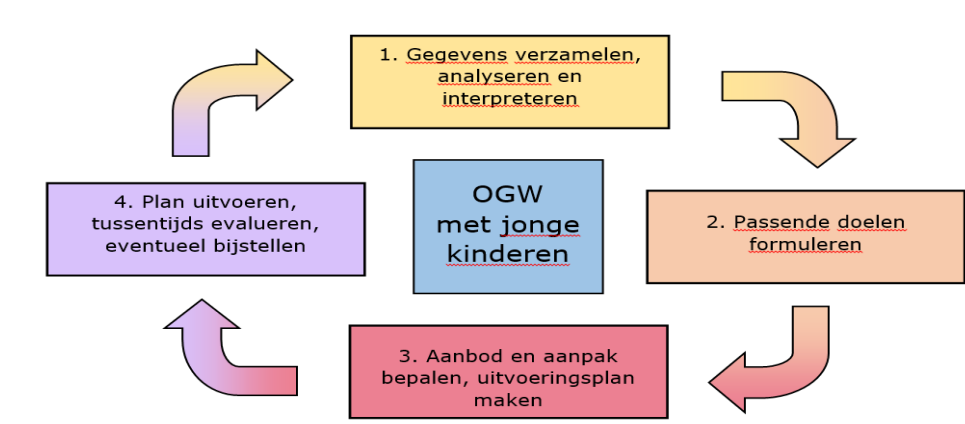 1. Gegevens verzamelen,
analyseren en
interpreteren
2. Passende doelen
formuleren
3. Aanbod en aanpak
bepalen, uitvoeringsplan
maken
4. Plan uitvoeren,
tussentijds evalueren,
eventueel bijstellen
OGW
met jonge
kinderen